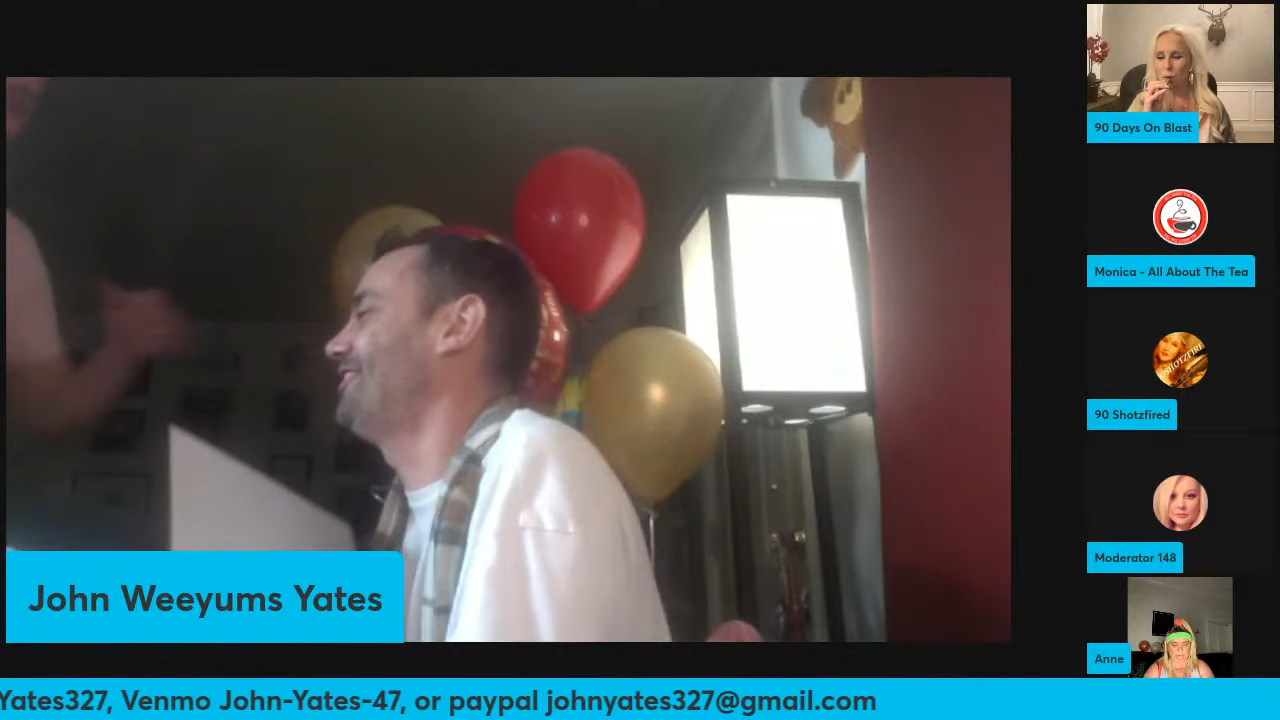 90 Days On Blast
Monica - All About The Tea
90 Shotzfired
Moderator 148
John Weeyums Yates
Anne
Yates327, Venmo John-Yates-47, or paypal johnyates327@gmail.com